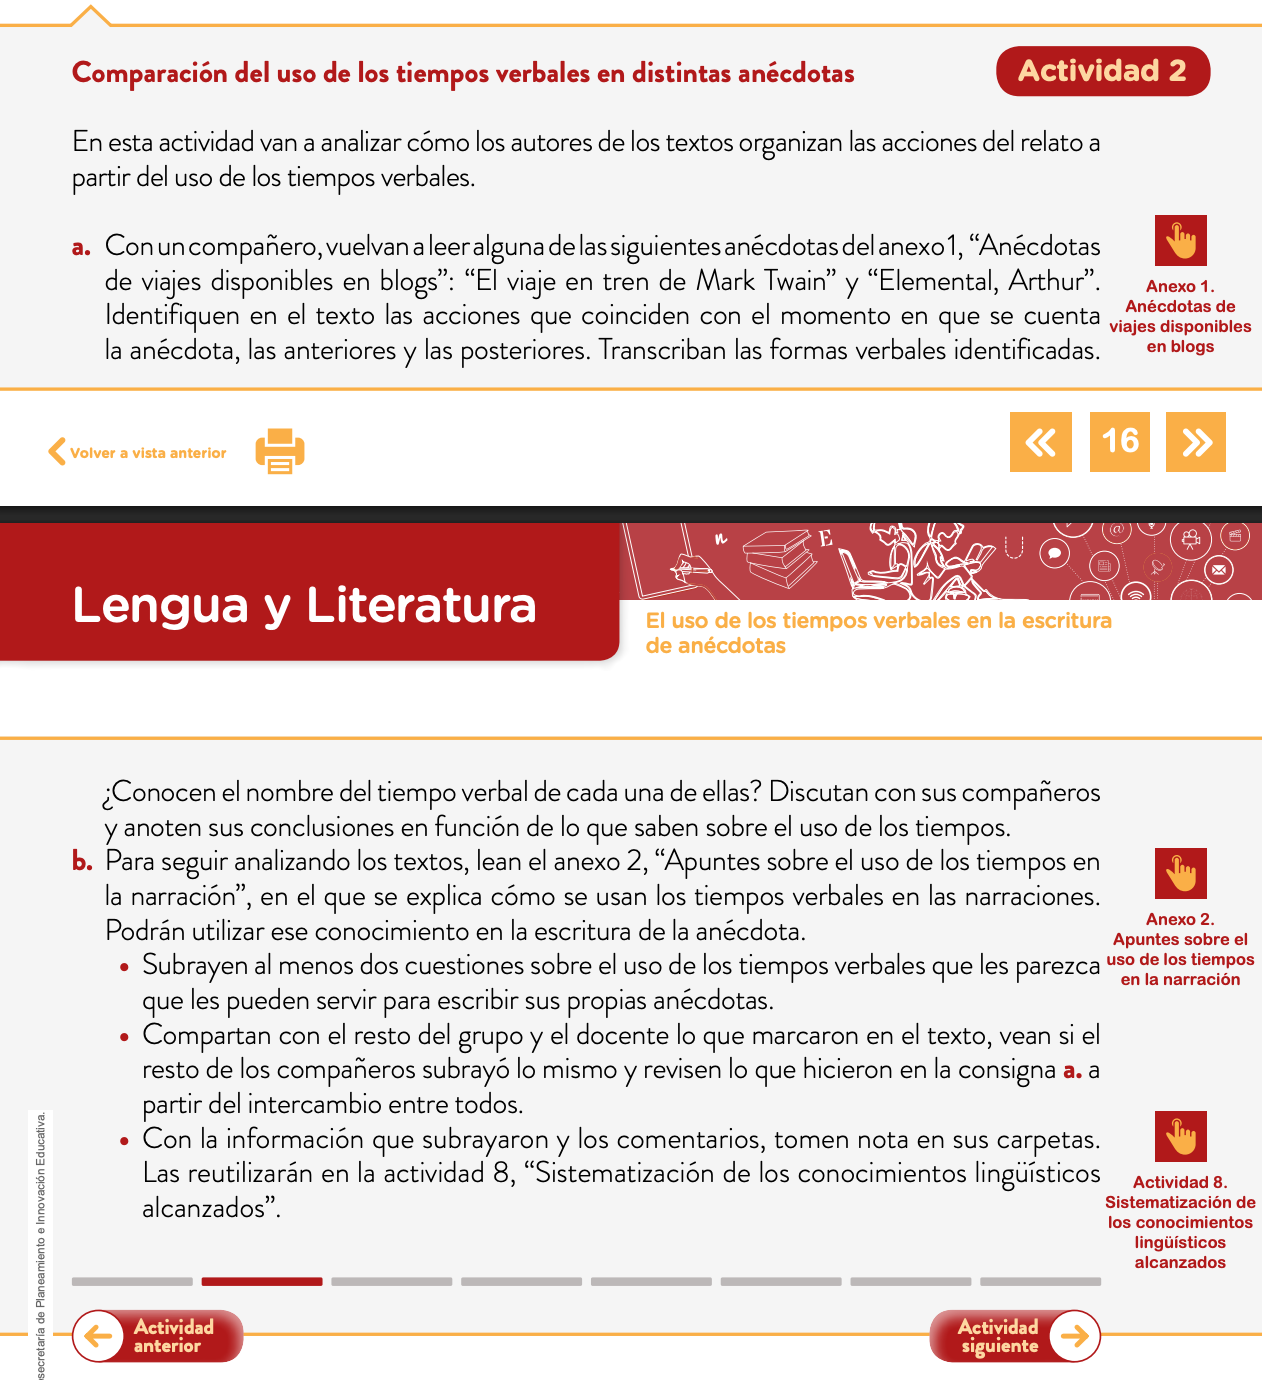 Comparación del uso de los tiempos verbales en distintas anécdotas
Actividad 2
En esta actividad van a analizar cómo los autores de los textos organizan las acciones del relato a
partir del uso de los tiempos verbales.
a. Con un compañero, vuelvan a leer alguna de las siguientes anécdotas del anexo 1, “Anécdotas
de viajes disponibles en blogs”: “El viaje en tren de Mark Twain” y “Elemental, Arthur”.
Identifiquen en el texto las acciones que coinciden con el momento en que se cuenta
la anécdota, las anteriores y las posteriores. Transcriban las formas verbales identificadas.
Anexo 1.
Anécdotas de
viajes disponibles
en blogs
Volver a vista anterior
16
Lengua y Literatura
n
E
@
El uso de los tiempos verbales en la escritura
de anécdotas
¿Conocen el nombre del tiempo verbal de cada una de ellas? Discutan con sus compañeros
y anoten sus conclusiones en función de lo que saben sobre el uso de los tiempos.
b. Para seguir analizando los textos, lean el anexo 2, “Apuntes sobre el uso de los tiempos en
la narración”, en el que se explica cómo se usan los tiempos verbales en las narraciones.
Podrán utilizar ese conocimiento en la escritura de la anécdota.
• Subrayen al menos dos cuestiones sobre el uso de los tiempos verbales que les parezca
que les pueden servir para escribir sus propias anécdotas.
• Compartan con el resto del grupo y el docente lo que marcaron en el texto, vean si el
resto de los compañeros subrayó lo mismo y revisen lo que hicieron en la consigna a. a
partir del intercambio entre todos.
• Con la información que subrayaron y los comentarios, tomen nota en sus carpetas.
Las reutilizarán en la actividad 8, “Sistematización de los conocimientos lingüísticos
alcanzados”.
Anexo 2.
Apuntes sobre el
uso de los tiempos
en la narración
Actividad 8.
Sistematización de
los conocimientos
lingüísticos
alcanzados
secretaría de Planeamiento e Innovación Educativa.
Actividad
anterior
Actividad
siguiente